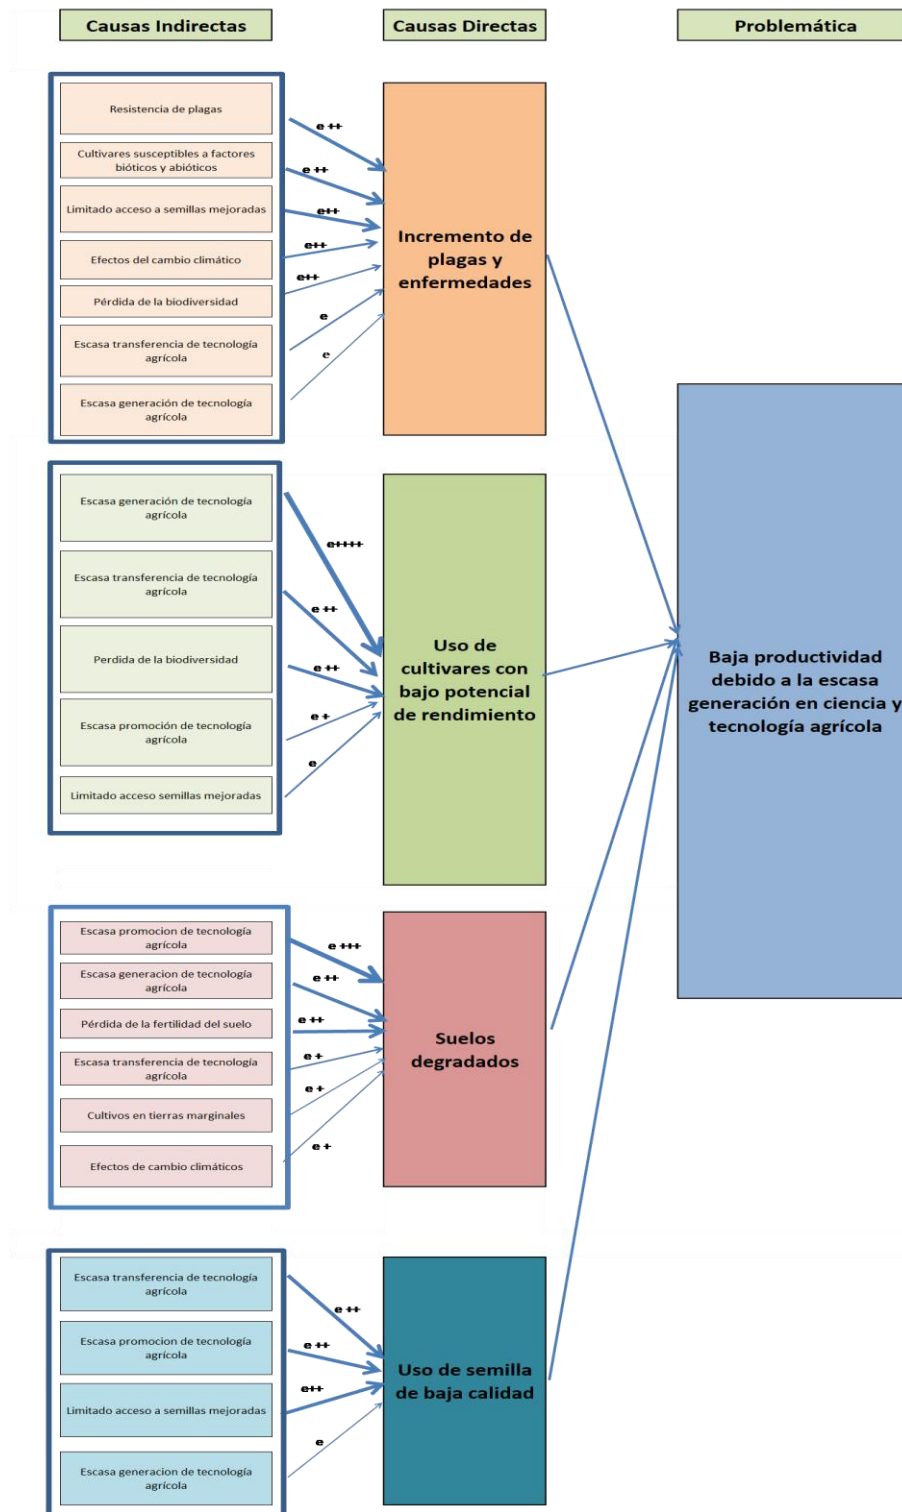 Causas Indirectas
Causas Directas
Problemática
Resistencia de plagas
Cultivares susceptibles a factores
bióticos y abióticos
Limitado acceso a semillas mejoradas
Efectos del cambio climático
Pérdida de la biodiversidad
Escasa transferencia de tecnología
agrícola
Escasa generación de tecnología
agrícola
e ++
e ++
e++
e++
e++
e
e
Incremento de
plagas y
enfermedades
Escasa generación de tecnología
agrícola
Escasa transferencia de tecnología
agrícola
Perdida de la biodiversidad
Escasa promoción de tecnología
agrícola
Limitado acceso semillas mejoradas
e++++
e ++
e ++
e +
e
Uso de
cultivares con
bajo potencial
de rendimiento
Baja productividad
debido a la escasa
generación en ciencia y
tecnología agrícola
Escasa promocion de tecnología
agrícola
Escasa generacion de tecnología
agrícola
Pérdida de la fertilidad del suelo
Escasa transferencia de tecnología
agrícola
Cultivos en tierras marginales
Efectos de cambio climáticos
e +++
e ++
e ++
e +
e +
e +
Suelos
degradados
Escasa transferencia de tecnología
agrícola
Escasa promocion de tecnología
agrícola
Limitado acceso a semillas mejoradas
Escasa generacion de tecnología
agrícola
e ++
e ++
e++
e
Uso de semilla
de baja calidad